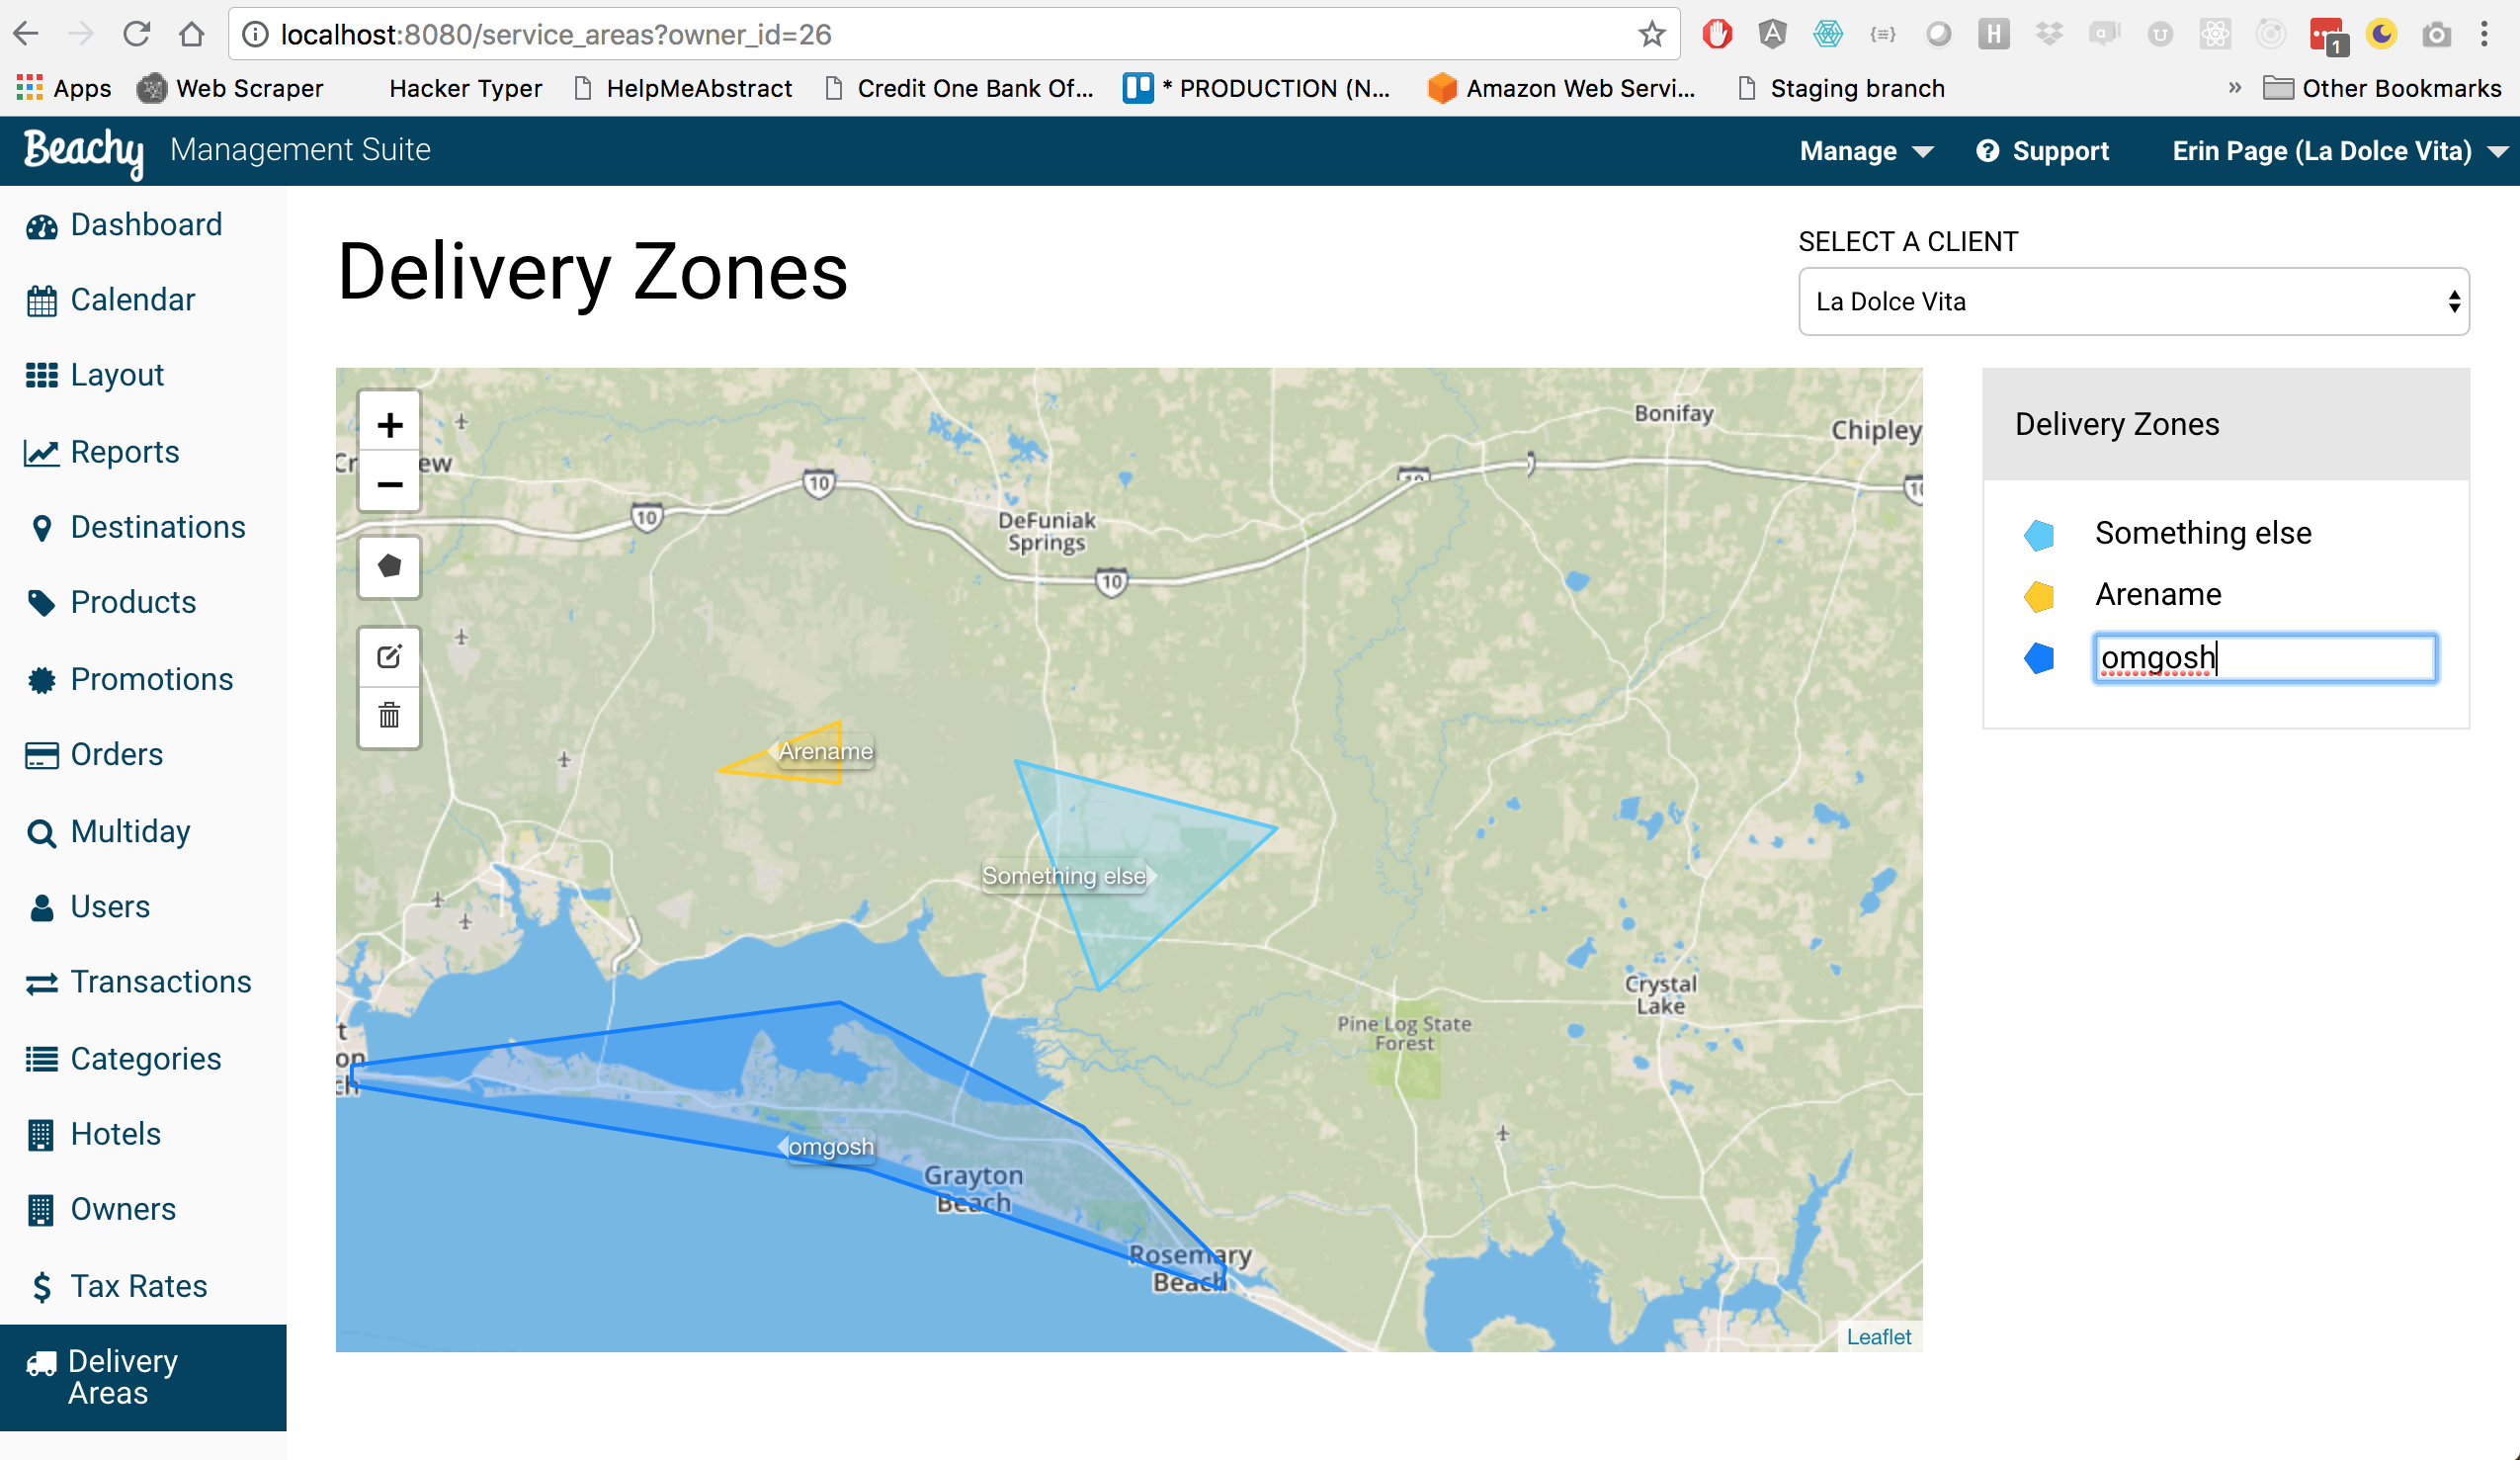 localhost:8080/service_areas?owner_id=26
1
Apps
Web Scraper
Hacker Typer
HelpMeAbstract
Credit One Bank Of...
* PRODUCTION (N...
Amazon Web Servi...
Staging branch
»
Other Bookmarks
Beachy
Management Suite
Manage
Support
Erin Page (La Dolce Vita)
Dashboard
Calendar
Layout
Reports
Destinations
Products
Promotions
Orders
Multiday
Users
Transactions
Categories
Hotels
Owners
Tax Rates
Delivery
Areas
Delivery Zones
SELECT A CLIENT
La Dolce Vita
+
−
Bonifay
Chipley
ew
10
10
10
10
DeFuniak
Springs
Arename
Something else
Crystal
Lake
Pine Log State
Forest
omgosh
Grayton
Beach
Rosemary
Beach
Leaflet
Delivery Zones
Something else
Arename
omgosh